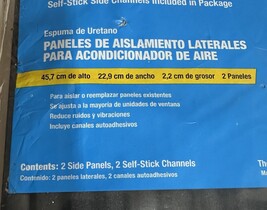 Self-Stick Side Channels Included in Package
Espuma de Uretano
PANELES DE AISLAMIENTO LATERALES
PARA ACONDICIONADOR DE AIRE
45,7 cm de alto 22,9 cm de ancho 2,2 cm de grosor 2 Paneles
Para aislar o reemplazar paneles existentes
Se ajusta a la mayoría de unidades de ventana
Reduce ruidos y vibraciones
Incluye canales autoadhesivos
Contents: 2 Side Panels, 2 Self-Stick Channels
Contenido: 2 paneles laterales, 2 canales autoadhesivos